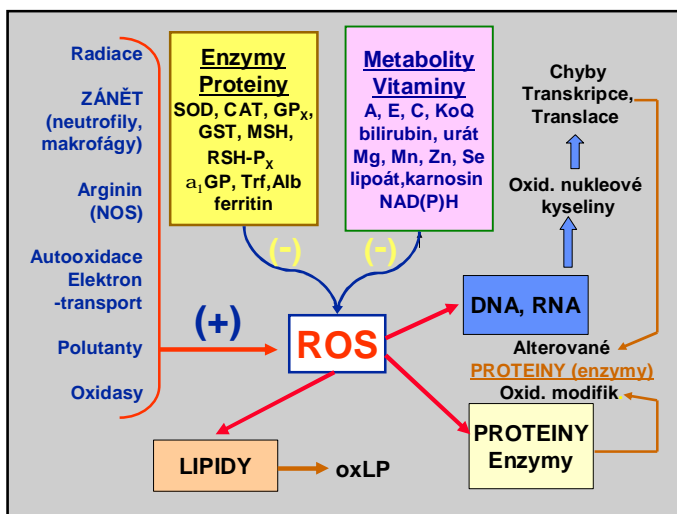 Radiace
ZÁNĚT
(neutrofily,
makrofágy)
Arginin
(NOS)
Autooxidace
Elektron
-transport
Polutanty
Oxidasy
(+)
Enzymy
Proteiny
SOD, CAT, GPX,
GST, MSH,
RSH-PX
α1GP, Trf,Alb
ferritin
Metabolity
Vitaminy
A, E, C, KoQ
bilirubin, urát
Mg, Mn, Zn, Se
lipoát,karnosin
NAD(P)H
(-)
(-)
ROS
Chyby
Transkripce,
Translace
Oxid. nukleové
kyseliny
DNA, RNA
Alterované
PROTEINY (enzymy)
Oxid. modifik.
PROTEINY
Enzymy
LIPIDY
oxLP